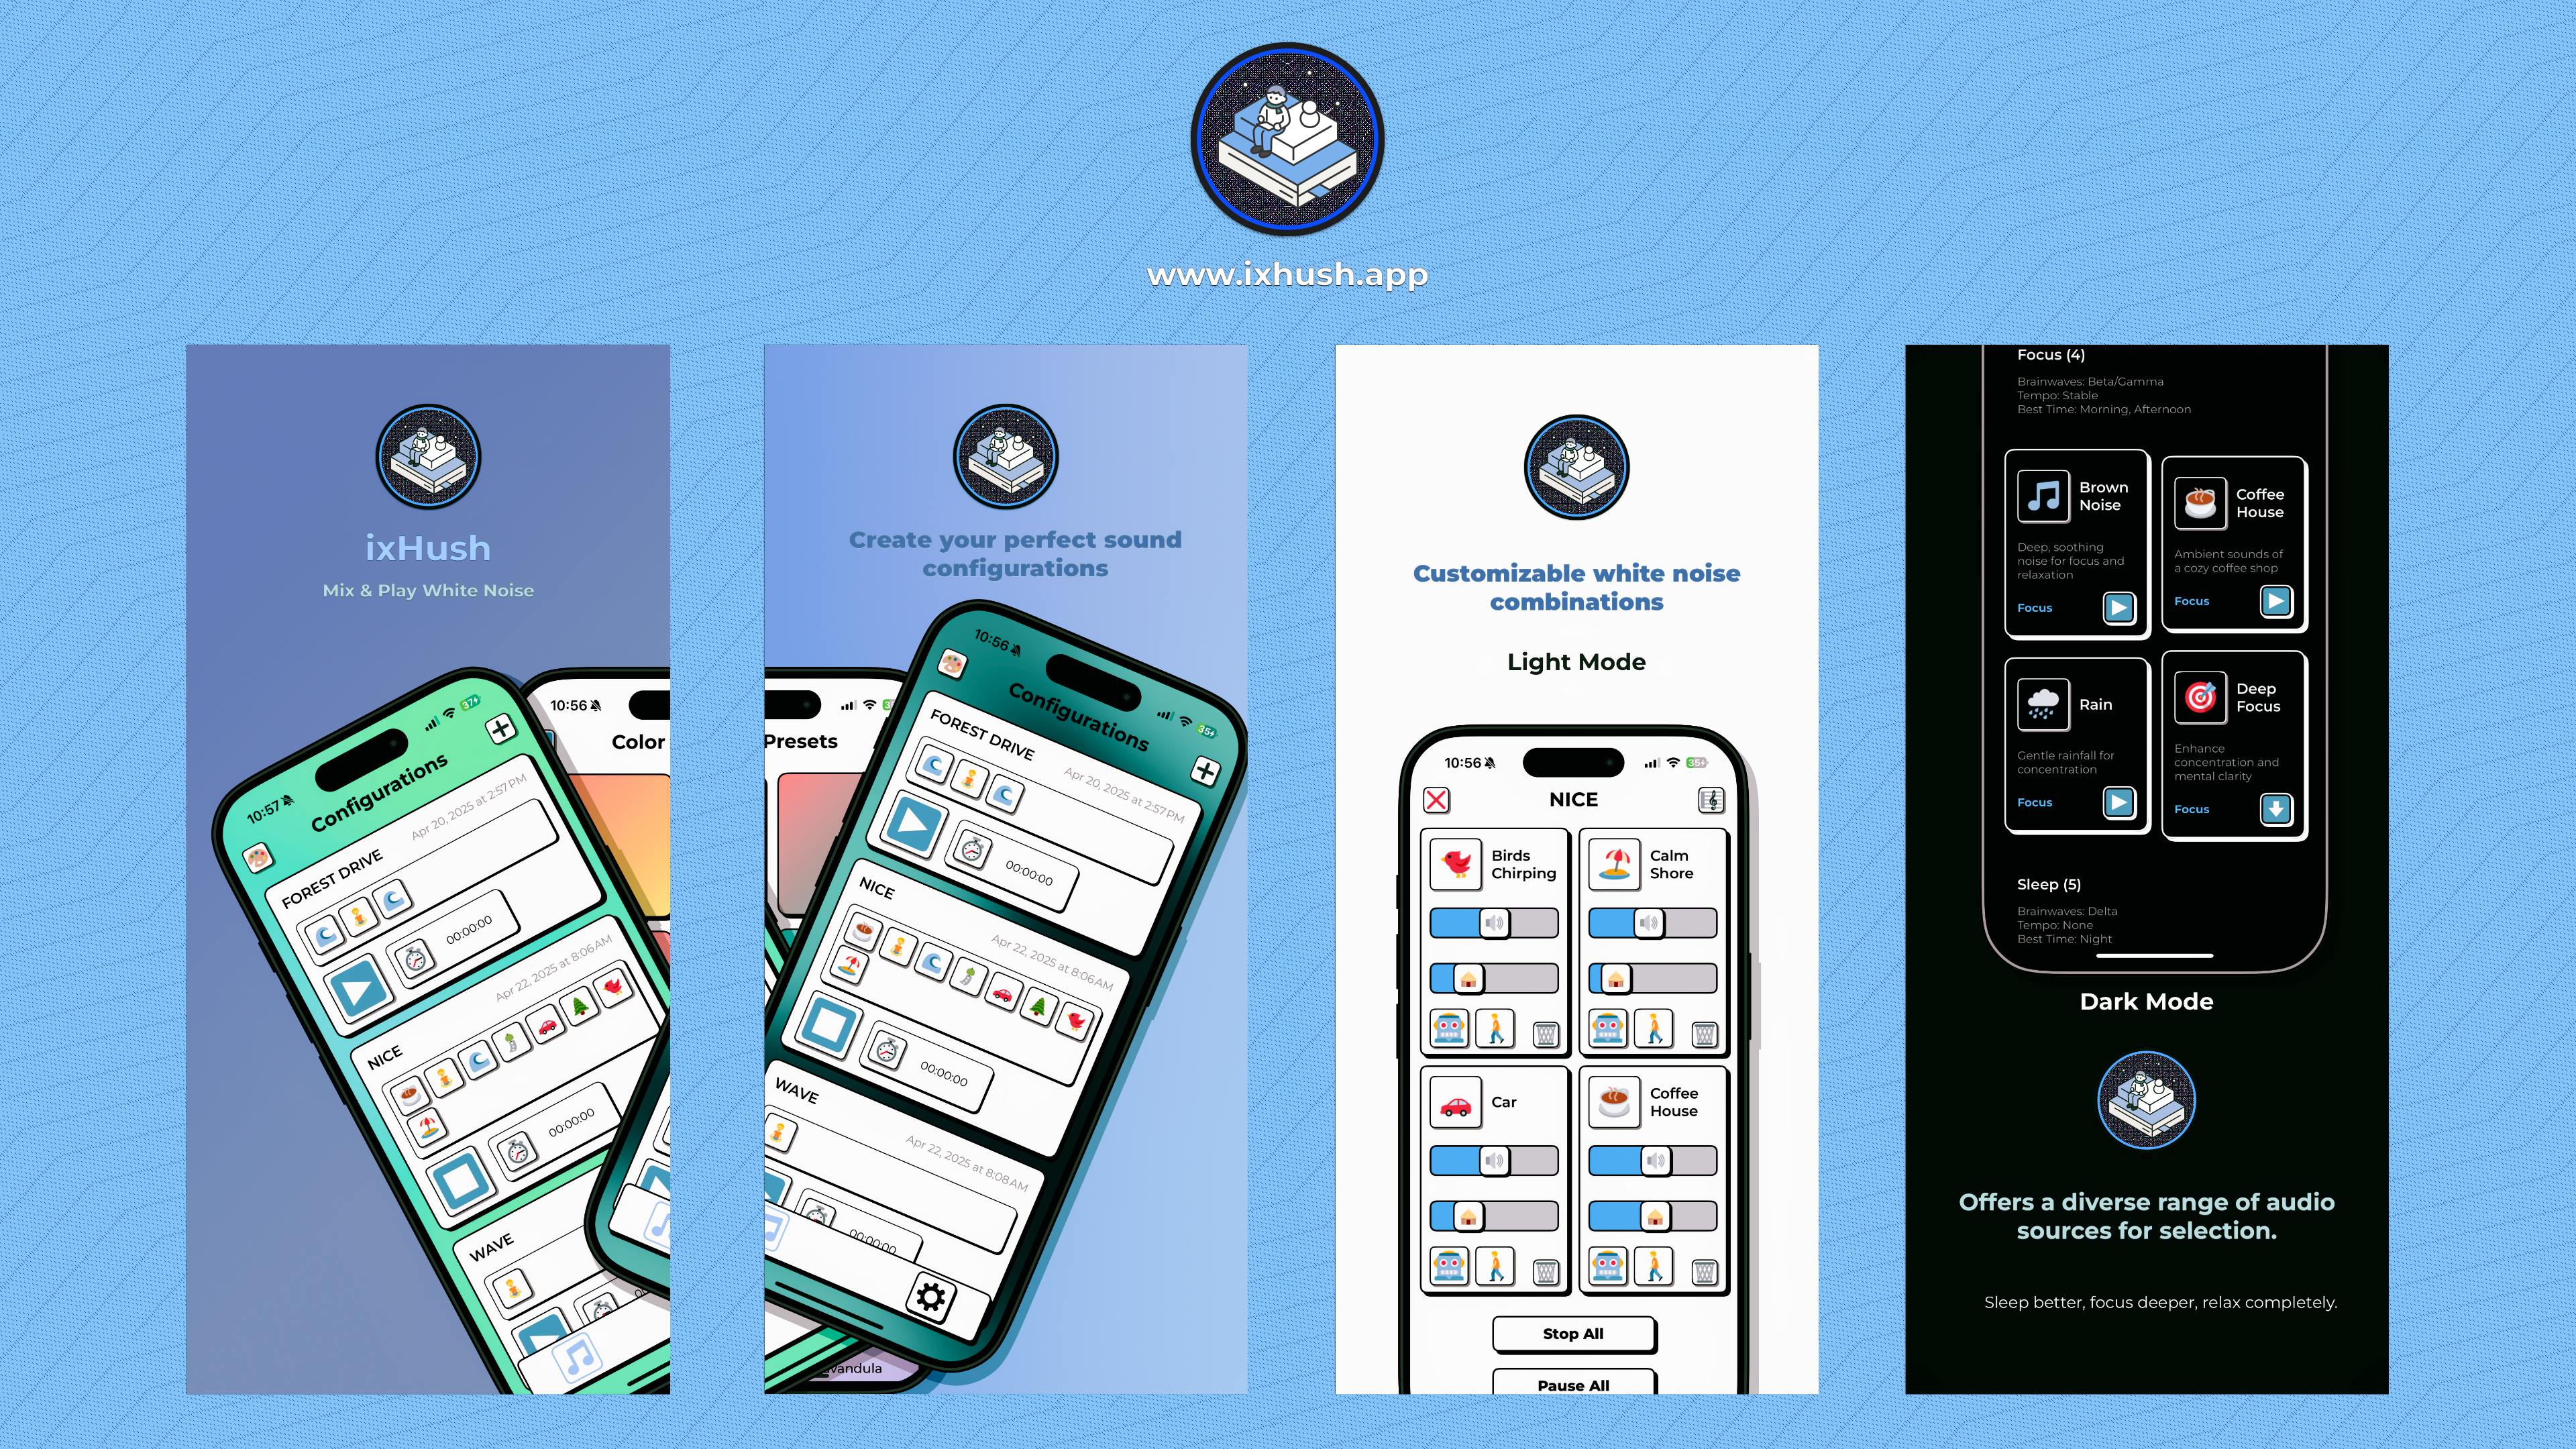 www.ixhush.app
ixHush
Mix & Play White Noise
10:57
37
Configurations
FOREST DRIVE
Apr 20, 2025 at 2:57 PM
00:00:00
NICE
Apr 22, 2025 at 8:06 AM
00:00:00
WAVE
10:56
Color
Create your perfect sound
configurations
Presets
10:56
35
Configurations
FOREST DRIVE
Apr 20, 2025 at 2:57 PM
00:00:00
NICE
Apr 22, 2025 at 8:06 AM
00:00:00
WAVE
Apr 22, 2025 at 8:08 AM
00:00:00
vandula
Customizable white noise
combinations
Light Mode
10:56
35
NICE
Birds
Chirping
Calm
Shore
Car
Coffee
House
Stop All
Pause All
Focus (4)
Brainwaves: Beta/Gamma
Tempo: Stable
Best Time: Morning, Afternoon
Brown
Noise
Deep, soothing
noise for focus and
relaxation
Focus
Coffee
House
Ambient sounds of
a cozy coffee shop
Focus
Rain
Gentle rainfall for
concentration
Focus
Deep
Focus
Enhance
concentration and
mental clarity
Focus
Sleep (5)
Brainwaves: Delta
Tempo: None
Best Time: Night
Dark Mode
Offers a diverse range of audio
sources for selection.
Sleep better, focus deeper, relax completely.